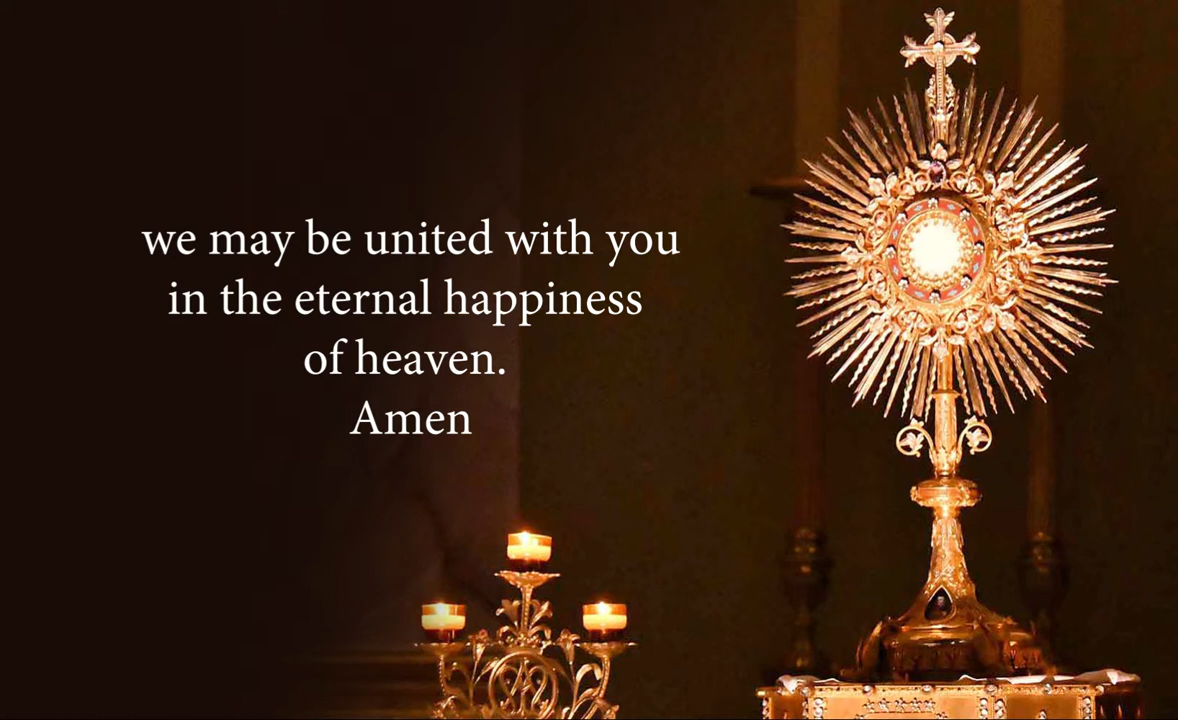 we may be united with you
in the eternal happiness
of heaven.
Amen